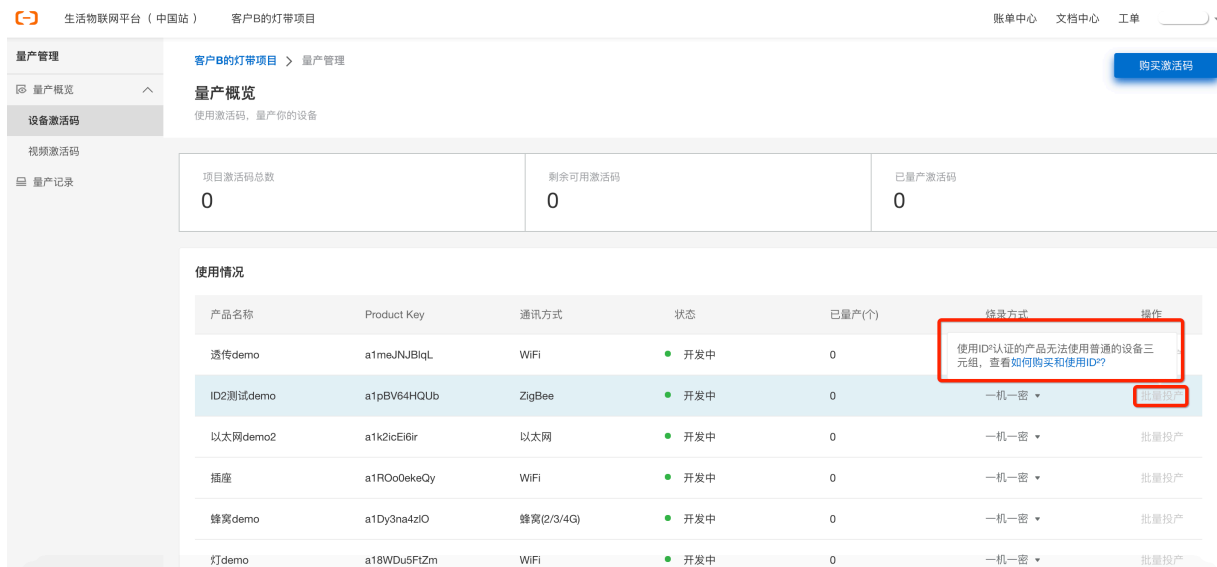 生活物联网平台（中国站） 客户B的灯带项目 账单中心 文档中心 工单
量产管理
客户B的灯带项目 > 量产管理
购买激活码
量产概览
量产概览
使用激活码，量产你的设备
设备激活码
视频激活码
量产记录
项目激活码总数 剩余可用激活码 已量产激活码
0 0 0
使用情况
产品名称 Product Key 通讯方式 状态 已量产(个) 烧录方式 操作
使用ID²认证的产品无法使用普通的设备三
元组，查看如何购买和使用ID²?
透传demo a1meJNJBIqL WiFi 开发中 0
ID2测试demo a1pBV64HQUb ZigBee 开发中 0 一机一密 批量投产
以太网demo2 a1k2icEi6ir 以太网 开发中 0 一机一密 批量投产
插座 a1ROo0ekeQy WiFi 开发中 0 一机一密 批量投产
蜂窝demo a1Dy3na4zIO 蜂窝(2/3/4G) 开发中 0 一机一密 批量投产
灯demo a18WDu5FtZm WiFi 开发中 0 一机一密 批量投产